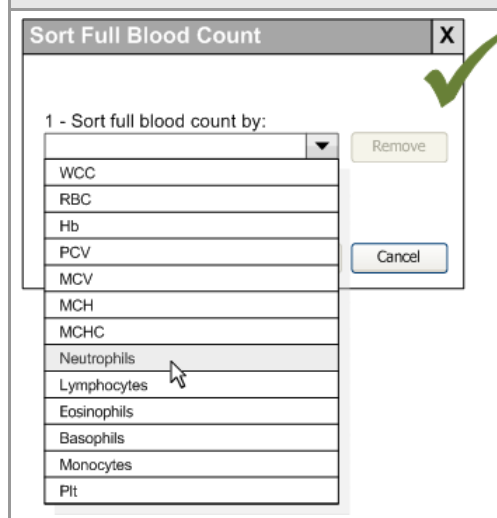 Sort Full Blood Count X
1 - Sort full blood count by:
Remove
WCC
RBC
Hb
PCV
Cancel
MCV
MCH
MCHC
Neutrophils
Lymphocytes
Eosinophils
Basophils
Monocytes
Plt